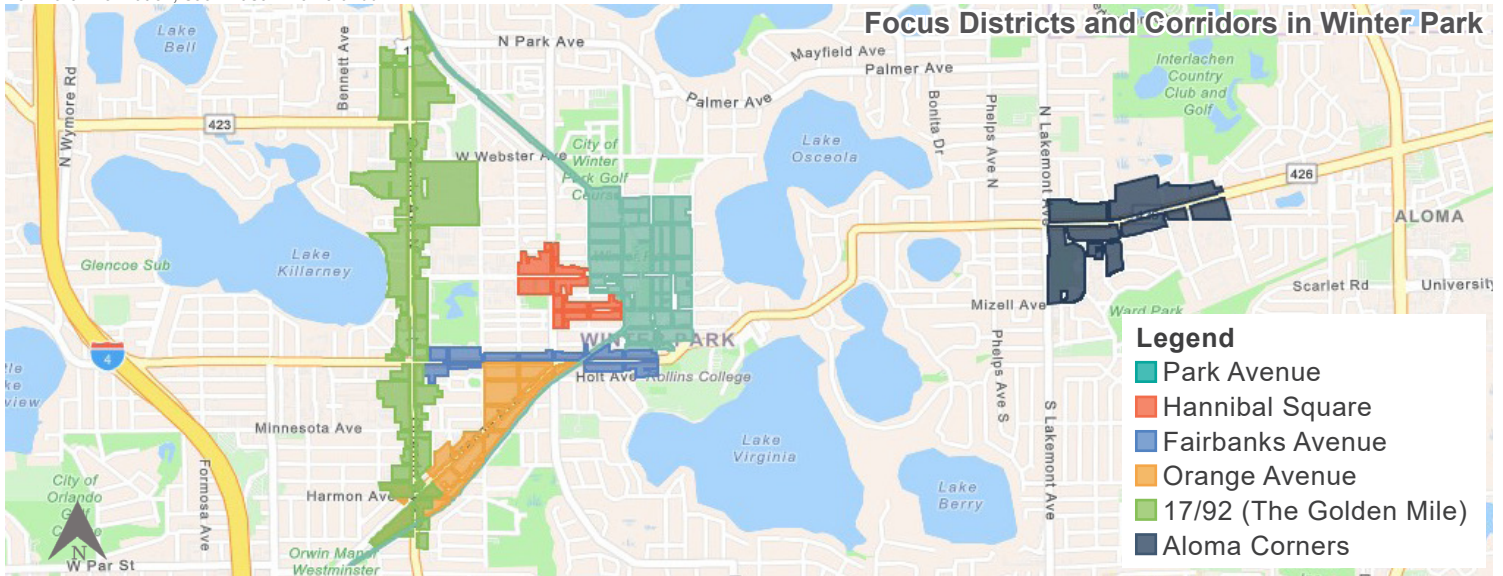 Focus Districts and Corridors in Winter Park
Lake
Bell
N Wymore Rd
Bennett Ave
1
N Park Ave
Mayfield Ave
Palmer Ave
Palmer Ave
Interlachen
Country
Club and
Golf
423
W Webster Ave
City of
Winter
Park Golf
Course
Lake
Osceola
Bonita Dr
Phelps Ave N
N Lakemont Ave
426
ALOMA
Glencoe Sub
Lake
Killarney
Mizell Ave
Scarlet Rd
University
Ward Park
WINTER PARK
4
Holt Ave
Rollins College
Phelps Ave S
Minnesota Ave
Lake
Virginia
S Lakemont Ave
City of
Orlando
Golf
Formosa Ave
Harmon Ave
Lake
Berry
N
W Par St
Orwin Manor
Westminster
Legend
Park Avenue
Hannibal Square
Fairbanks Avenue
Orange Avenue
17/92 (The Golden Mile)
Aloma Corners